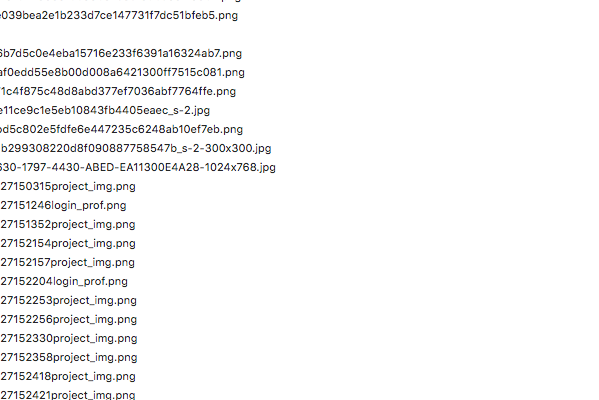 e039bea2e1b233d7ce147731f7dc51bfeb5.png
6b7d5c0e4eba15716e233f6391a16324ab7.png
af0edd55e8b00d008a6421300ff7515c081.png
71c4f875c48d8abd377ef7036abf7764ffe.png
e11ce9c1e5eb10843fb4405eaec_s-2.jpg
bd5c802e5fdfe6e447235c6248ab10ef7eb.png
b299308220d8f090887758547b_s-2-300x300.jpg
630-1797-4430-ABED-EA11300E4A28-1024x768.jpg
27150315project_img.png
27151246login_prof.png
27151352project_img.png
27152154project_img.png
27152157project_img.png
27152204login_prof.png
27152253project_img.png
27152256project_img.png
27152330project_img.png
27152358project_img.png
27152418project_img.png
27152421project_img.png